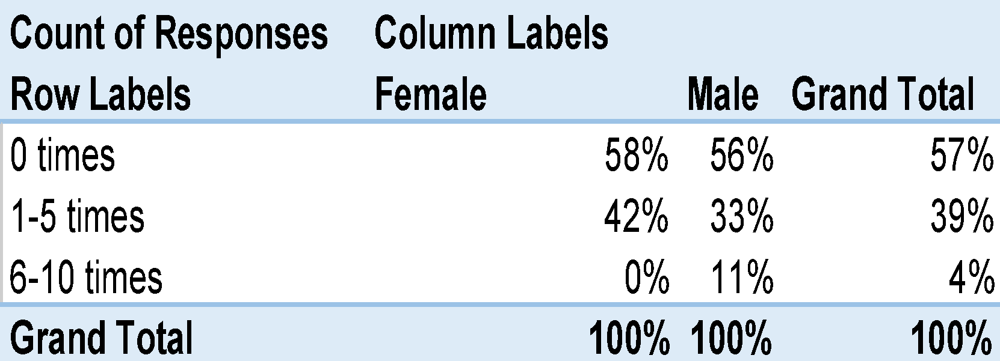 Count of Responses Column Labels
Row Labels Female Male Grand Total
0 times 58% 56% 57%
1-5 times 42% 33% 39%
6-10 times 0% 11% 4%
Grand Total 100% 100% 100%